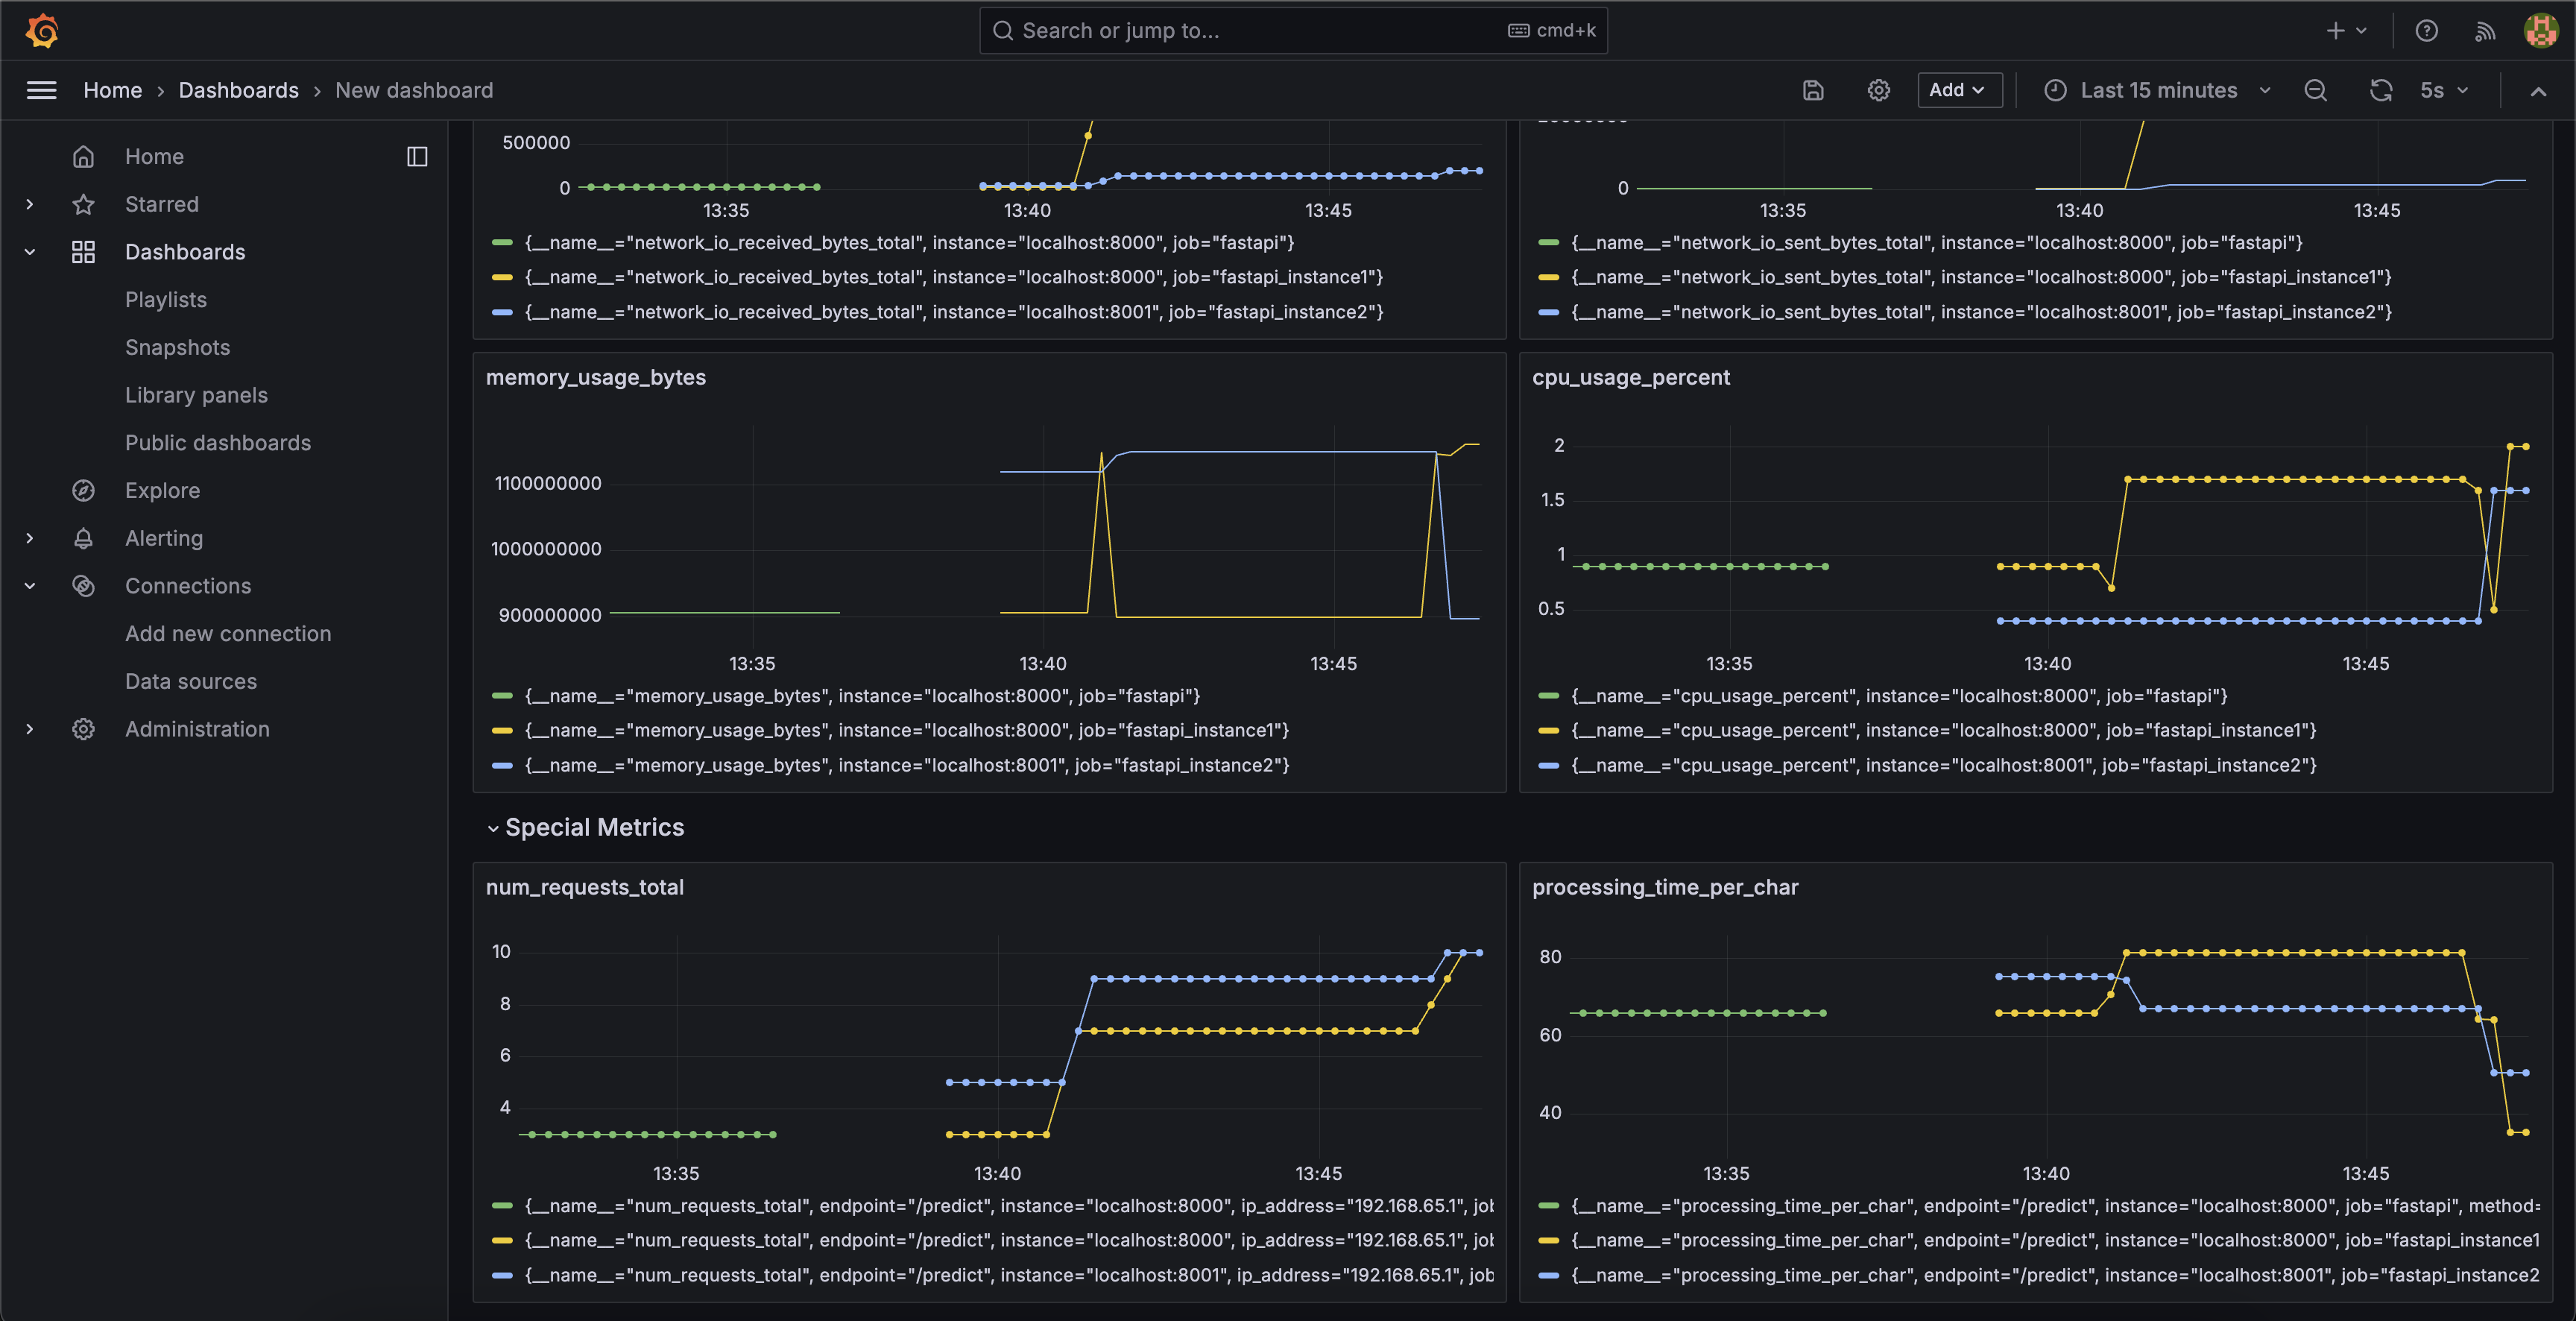 Search or jump to... cmd+k
Home › Dashboards › New dashboard Add Last 15 minutes 5s
Home
Starred
Dashboards
Playlists
Snapshots
Library panels
Public dashboards
Explore
Alerting
Connections
Add new connection
Data sources
Administration
500000
0
13:35 13:40 13:45
{__name__="network_io_received_bytes_total", instance="localhost:8000", job="fastapi"}
{__name__="network_io_received_bytes_total", instance="localhost:8000", job="fastapi_instance1"}
{__name__="network_io_received_bytes_total", instance="localhost:8001", job="fastapi_instance2"}
0
13:35 13:40 13:45
{__name__="network_io_sent_bytes_total", instance="localhost:8000", job="fastapi"}
{__name__="network_io_sent_bytes_total", instance="localhost:8000", job="fastapi_instance1"}
{__name__="network_io_sent_bytes_total", instance="localhost:8001", job="fastapi_instance2"}
memory_usage_bytes
1100000000
1000000000
900000000
13:35 13:40 13:45
{__name__="memory_usage_bytes", instance="localhost:8000", job="fastapi"}
{__name__="memory_usage_bytes", instance="localhost:8000", job="fastapi_instance1"}
{__name__="memory_usage_bytes", instance="localhost:8001", job="fastapi_instance2"}
cpu_usage_percent
2
1.5
1
0.5
13:35 13:40 13:45
{__name__="cpu_usage_percent", instance="localhost:8000", job="fastapi"}
{__name__="cpu_usage_percent", instance="localhost:8000", job="fastapi_instance1"}
{__name__="cpu_usage_percent", instance="localhost:8001", job="fastapi_instance2"}
Special Metrics
num_requests_total
10
8
6
4
13:35 13:40 13:45
{__name__="num_requests_total", endpoint="/predict", instance="localhost:8000", ip_address="192.168.65.1", job
{__name__="num_requests_total", endpoint="/predict", instance="localhost:8000", ip_address="192.168.65.1", job
{__name__="num_requests_total", endpoint="/predict", instance="localhost:8001", ip_address="192.168.65.1", job
processing_time_per_char
80
60
40
13:35 13:40 13:45
{__name__="processing_time_per_char", endpoint="/predict", instance="localhost:8000", job="fastapi", method=
{__name__="processing_time_per_char", endpoint="/predict", instance="localhost:8000", job="fastapi_instance1
{__name__="processing_time_per_char", endpoint="/predict", instance="localhost:8001", job="fastapi_instance2